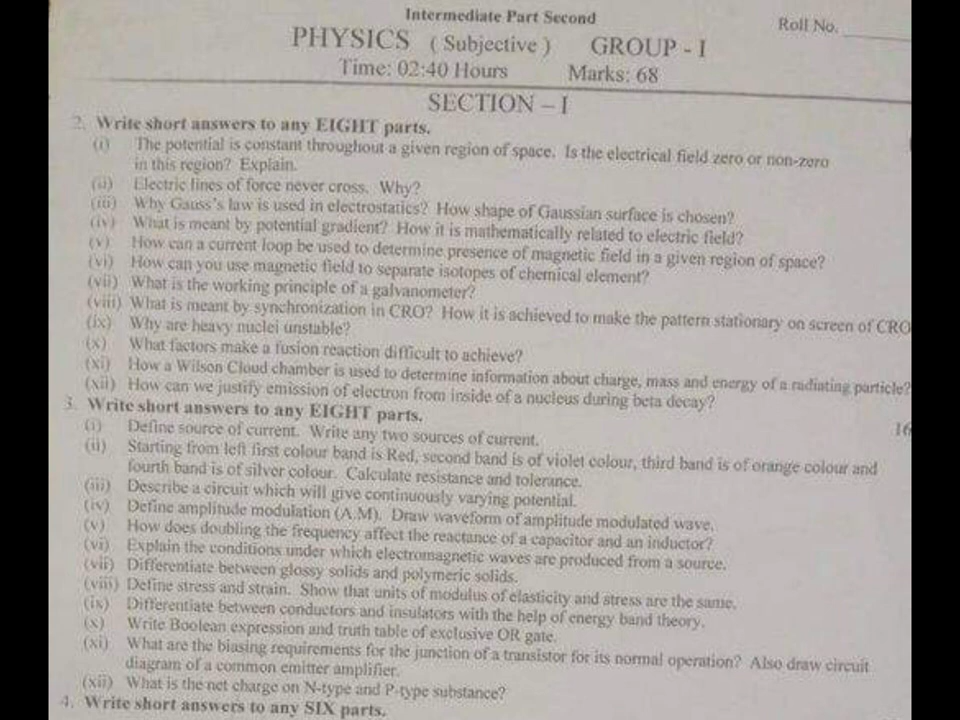 Intermediate Part Second
Roll No.
PHYSICS ( Subjective ) GROUP - I
Time: 02:40 Hours Marks: 68
SECTION – I
2. Write short answers to any EIGHT parts.
(i) The potential is constant throughout a given region of space. Is the electrical field zero or non-zero
in this region? Explain.
(ii) Electric lines of force never cross. Why?
(iii) Why Gauss's law is used in electrostatics? How shape of Gaussian surface is chosen?
(iv) What is meant by potential gradient? How it is mathematically related to electric field?
(v) How can a current loop be used to determine presence of magnetic field in a given region of space?
(vi) How can you use magnetic field to separate isotopes of chemical element?
(vii) What is the working principle of a galvanometer?
(viii) What is meant by synchronization in CRO? How it is achieved to make the pattern stationary on screen of CRO
(ix) Why are heavy nuclei unstable?
(x) What factors make a fusion reaction difficult to achieve?
(xi) How a Wilson Cloud chamber is used to determine information about charge, mass and energy of a radiating particle?
(xii) How can we justify emission of electron from inside of a nucleus during beta decay?
3. Write short answers to any EIGHT parts. 16
(i) Define source of current. Write any two sources of current.
(ii) Starting from left first colour band is Red, second band is of violet colour, third band is of orange colour and
fourth band is of silver colour. Calculate resistance and tolerance.
(iii) Describe a circuit which will give continuously varying potential.
(iv) Define amplitude modulation (A.M). Draw waveform of amplitude modulated wave.
(v) How does doubling the frequency affect the reactance of a capacitor and an inductor?
(vi) Explain the conditions under which electromagnetic waves are produced from a source.
(vii) Differentiate between glossy solids and polymeric solids.
(viii) Define stress and strain. Show that units of modulus of elasticity and stress are the same.
(ix) Differentiate between conductors and insulators with the help of energy band theory.
(x) Write Boolean expression and truth table of exclusive OR gate.
(xi) What are the biasing requirements for the junction of a transistor for its normal operation? Also draw circuit
diagram of a common emitter amplifier.
(xii) What is the net charge on N-type and P-type substance?
4. Write short answers to any SIX parts.